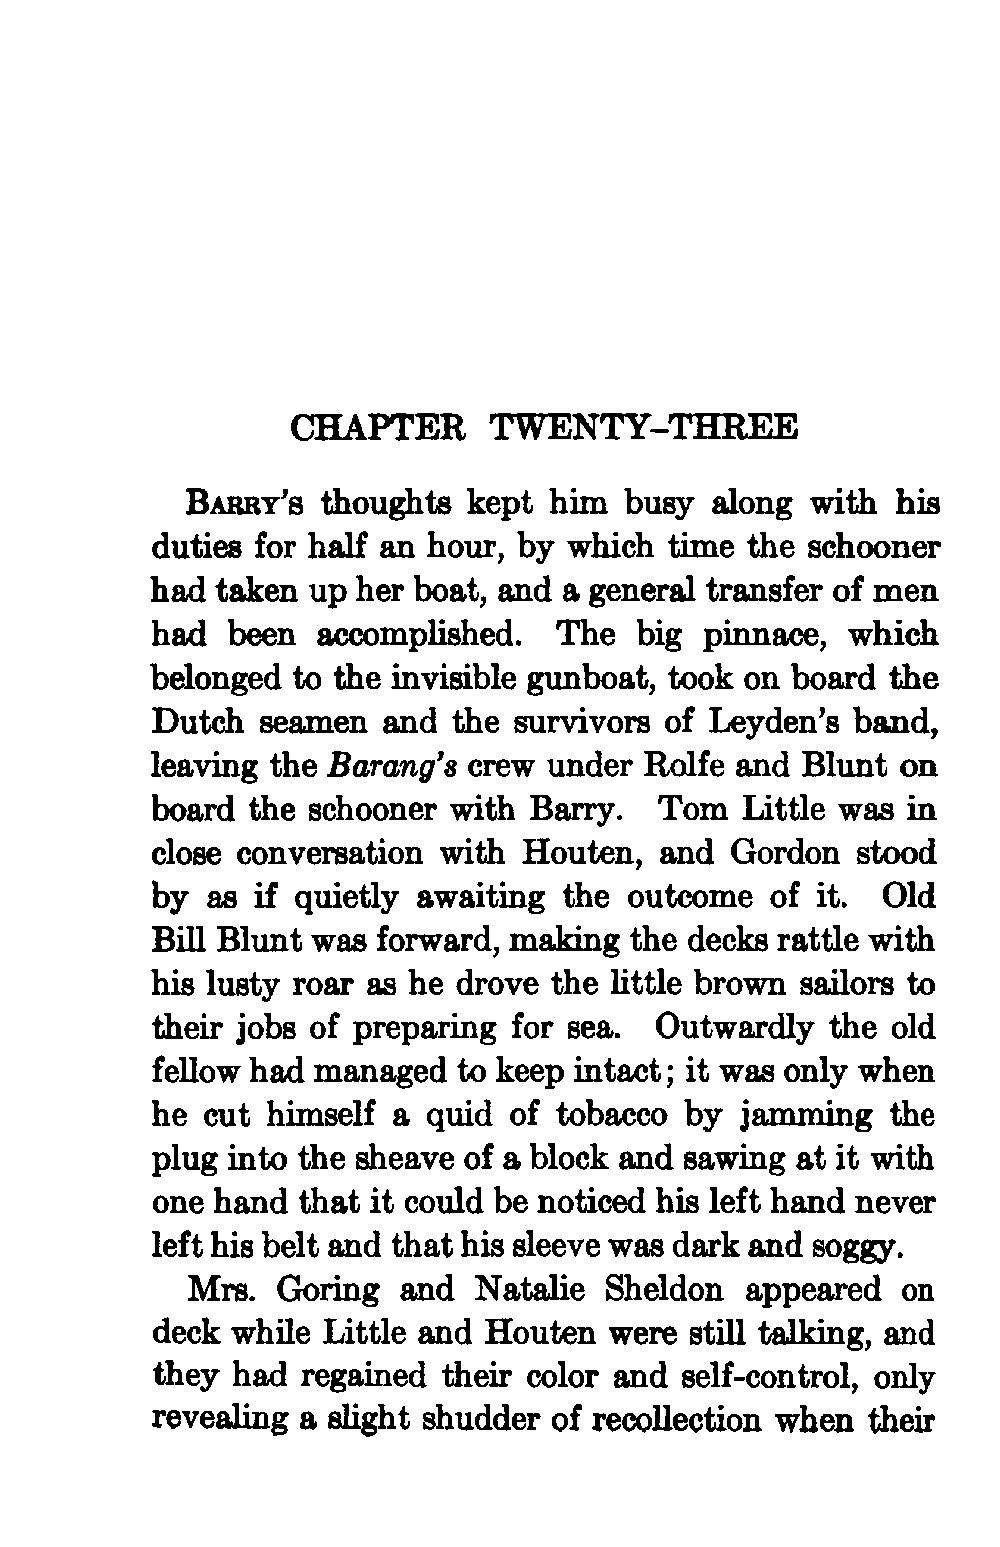 CHAPTER TWENTY-THREE
BARRY's thoughts kept him busy along with his
duties for half an hour, by which time the schooner
had taken up her boat, and a general transfer of men
had been accomplished. The big pinnace, which
belonged to the invisible gunboat, took on board the
Dutch seamen and the survivors of Leyden's band,
leaving the Barang's crew under Rolfe and Blunt on
board the schooner with Barry. Tom Little was in
close conversation with Houten, and Gordon stood
by as if quietly awaiting the outcome of it. Old
Bill Blunt was forward, making the decks rattle with
his lusty roar as he drove the little brown sailors to
their jobs of preparing for sea. Outwardly the old
fellow had managed to keep intact; it was only when
he cut himself a quid of tobacco by jamming the
plug into the sheave of a block and sawing at it with
one hand that it could be noticed his left hand never
left his belt and that his sleeve was dark and soggy.
Mrs. Goring and Natalie Sheldon appeared on
deck while Little and Houten were still talking, and
they had regained their color and self-control, only
revealing a slight shudder of recollection when their